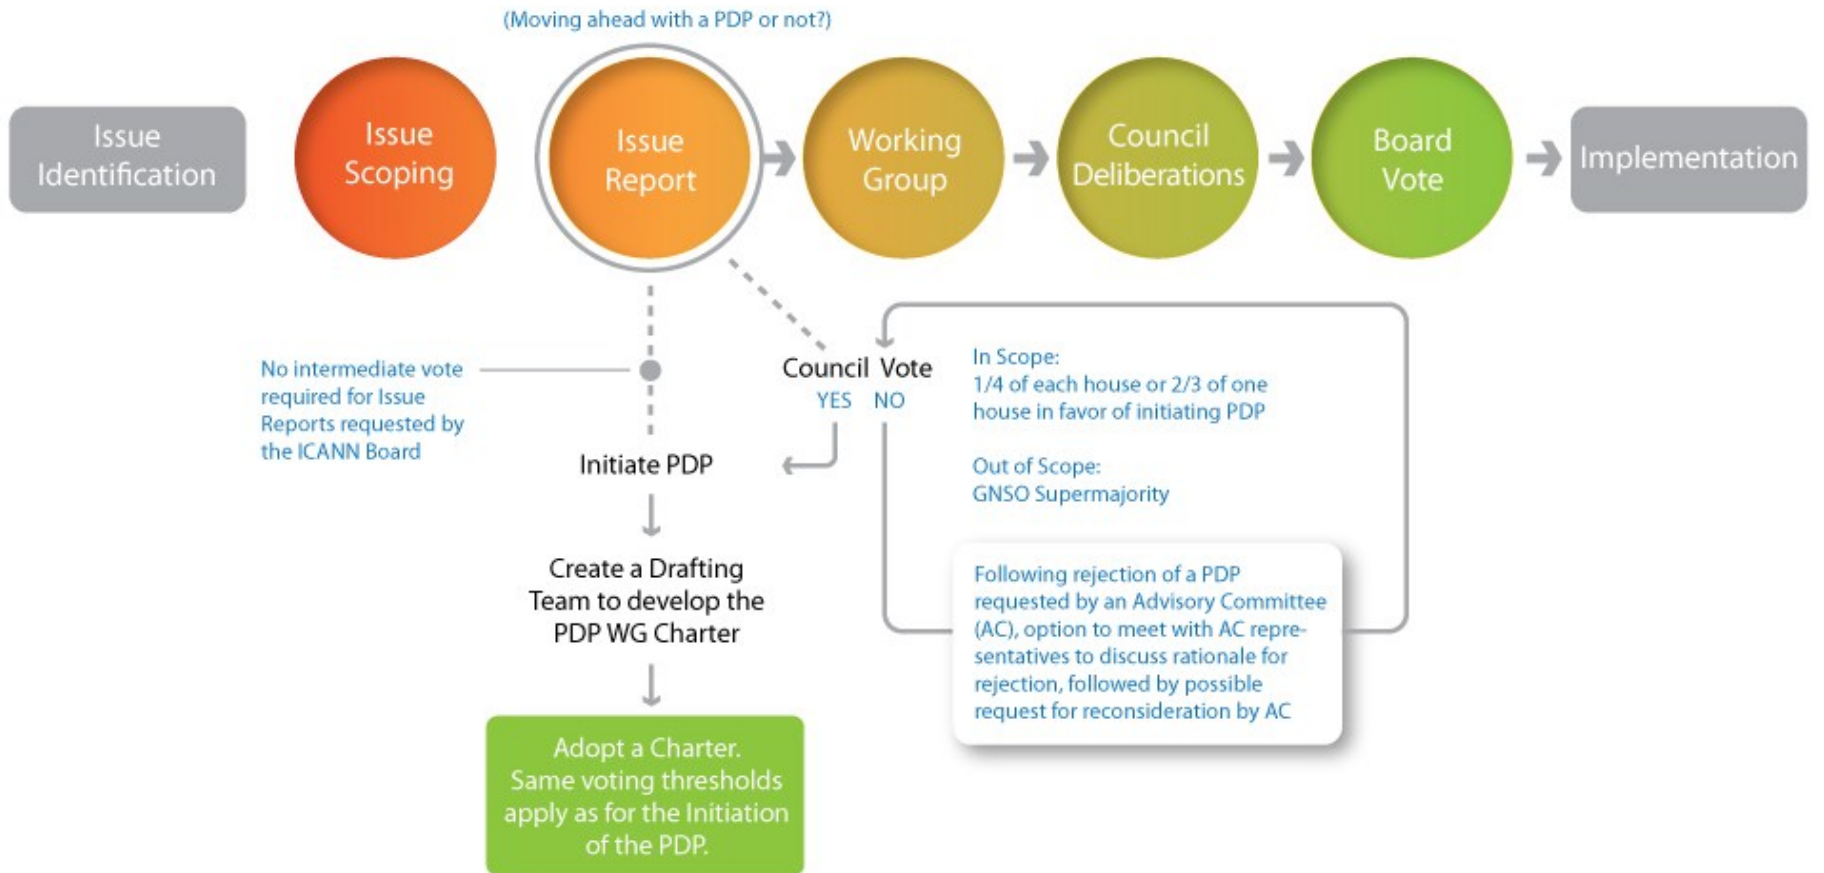 (Moving ahead with a PDP or not?)
Issue
Identification
Issue
Scoping
Issue
Report
Working
Group
Council
Deliberations
Board
Vote
Implementation
No intermediate vote
required for Issue
Reports requested by
the ICANN Board
Council Vote
YES NO
In Scope:
1/4 of each house or 2/3 of one
house in favor of initiating PDP
Out of Scope:
GNSO Supermajority
Initiate PDP
Create a Drafting
Team to develop the
PDP WG Charter
Following rejection of a PDP
requested by an Advisory Committee
(AC), option to meet with AC repre-
sentatives to discuss rationale for
rejection, followed by possible
request for reconsideration by AC
Adopt a Charter.
Same voting thresholds
apply as for the Initiation
of the PDP.